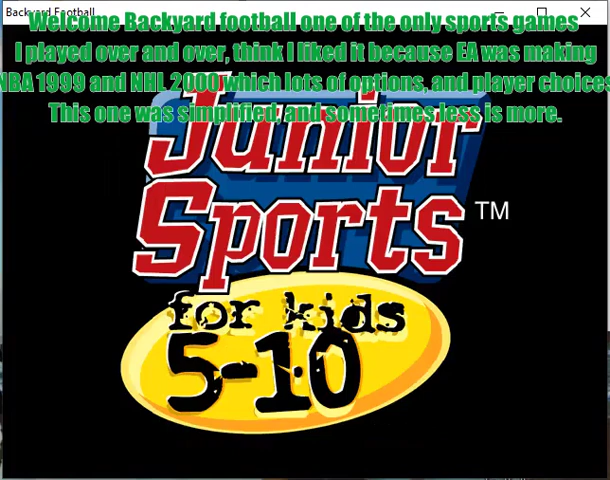 Backyard Football
Welcome Backyard football one of the only sports games
I played over and over, think I liked it because EA was making
NBA 1999 and NHL 2000 which lots of options, and player choices
This one was simplified, and sometimes less is more.
Junior
Sports TM
for kids
5-10